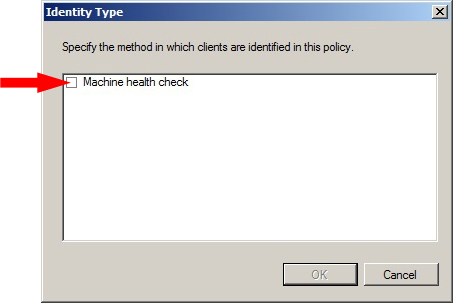 Identity Type
Specify the method in which clients are identified in this policy.
Machine health check
OK
Cancel